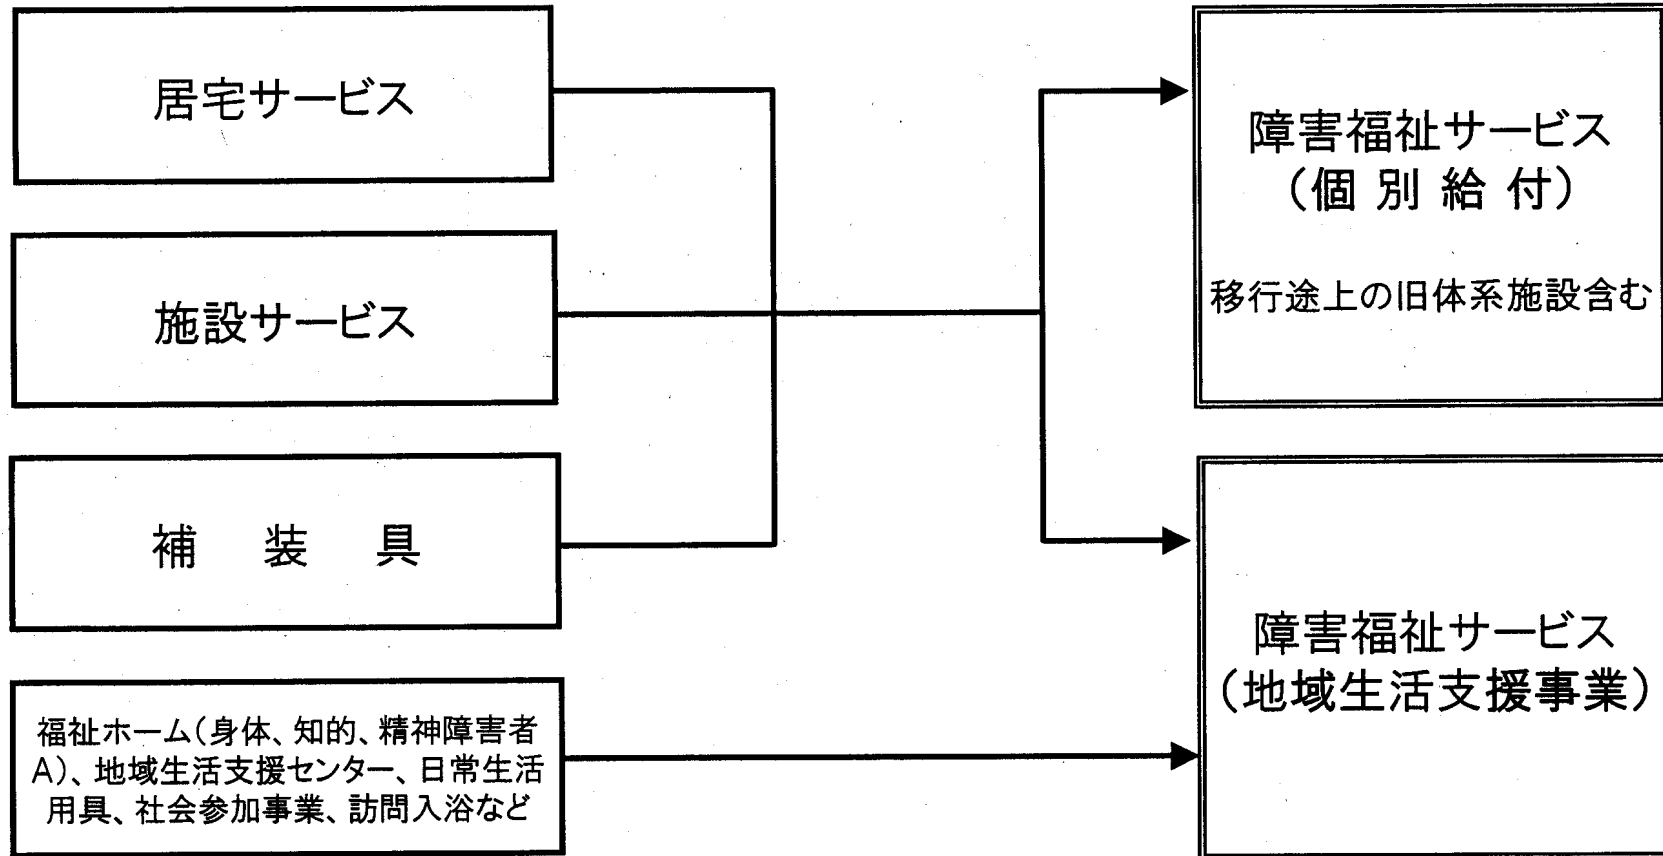 居宅サービス
施設サービス
補装具
福祉ホーム(身体、知的、精神障害者
A)、地域生活支援センター、日常生活
用具、社会参加事業、訪問入浴など
障害福祉サービス
(個別給付)
移行途上の旧体系施設含む
障害福祉サービス
(地域生活支援事業)